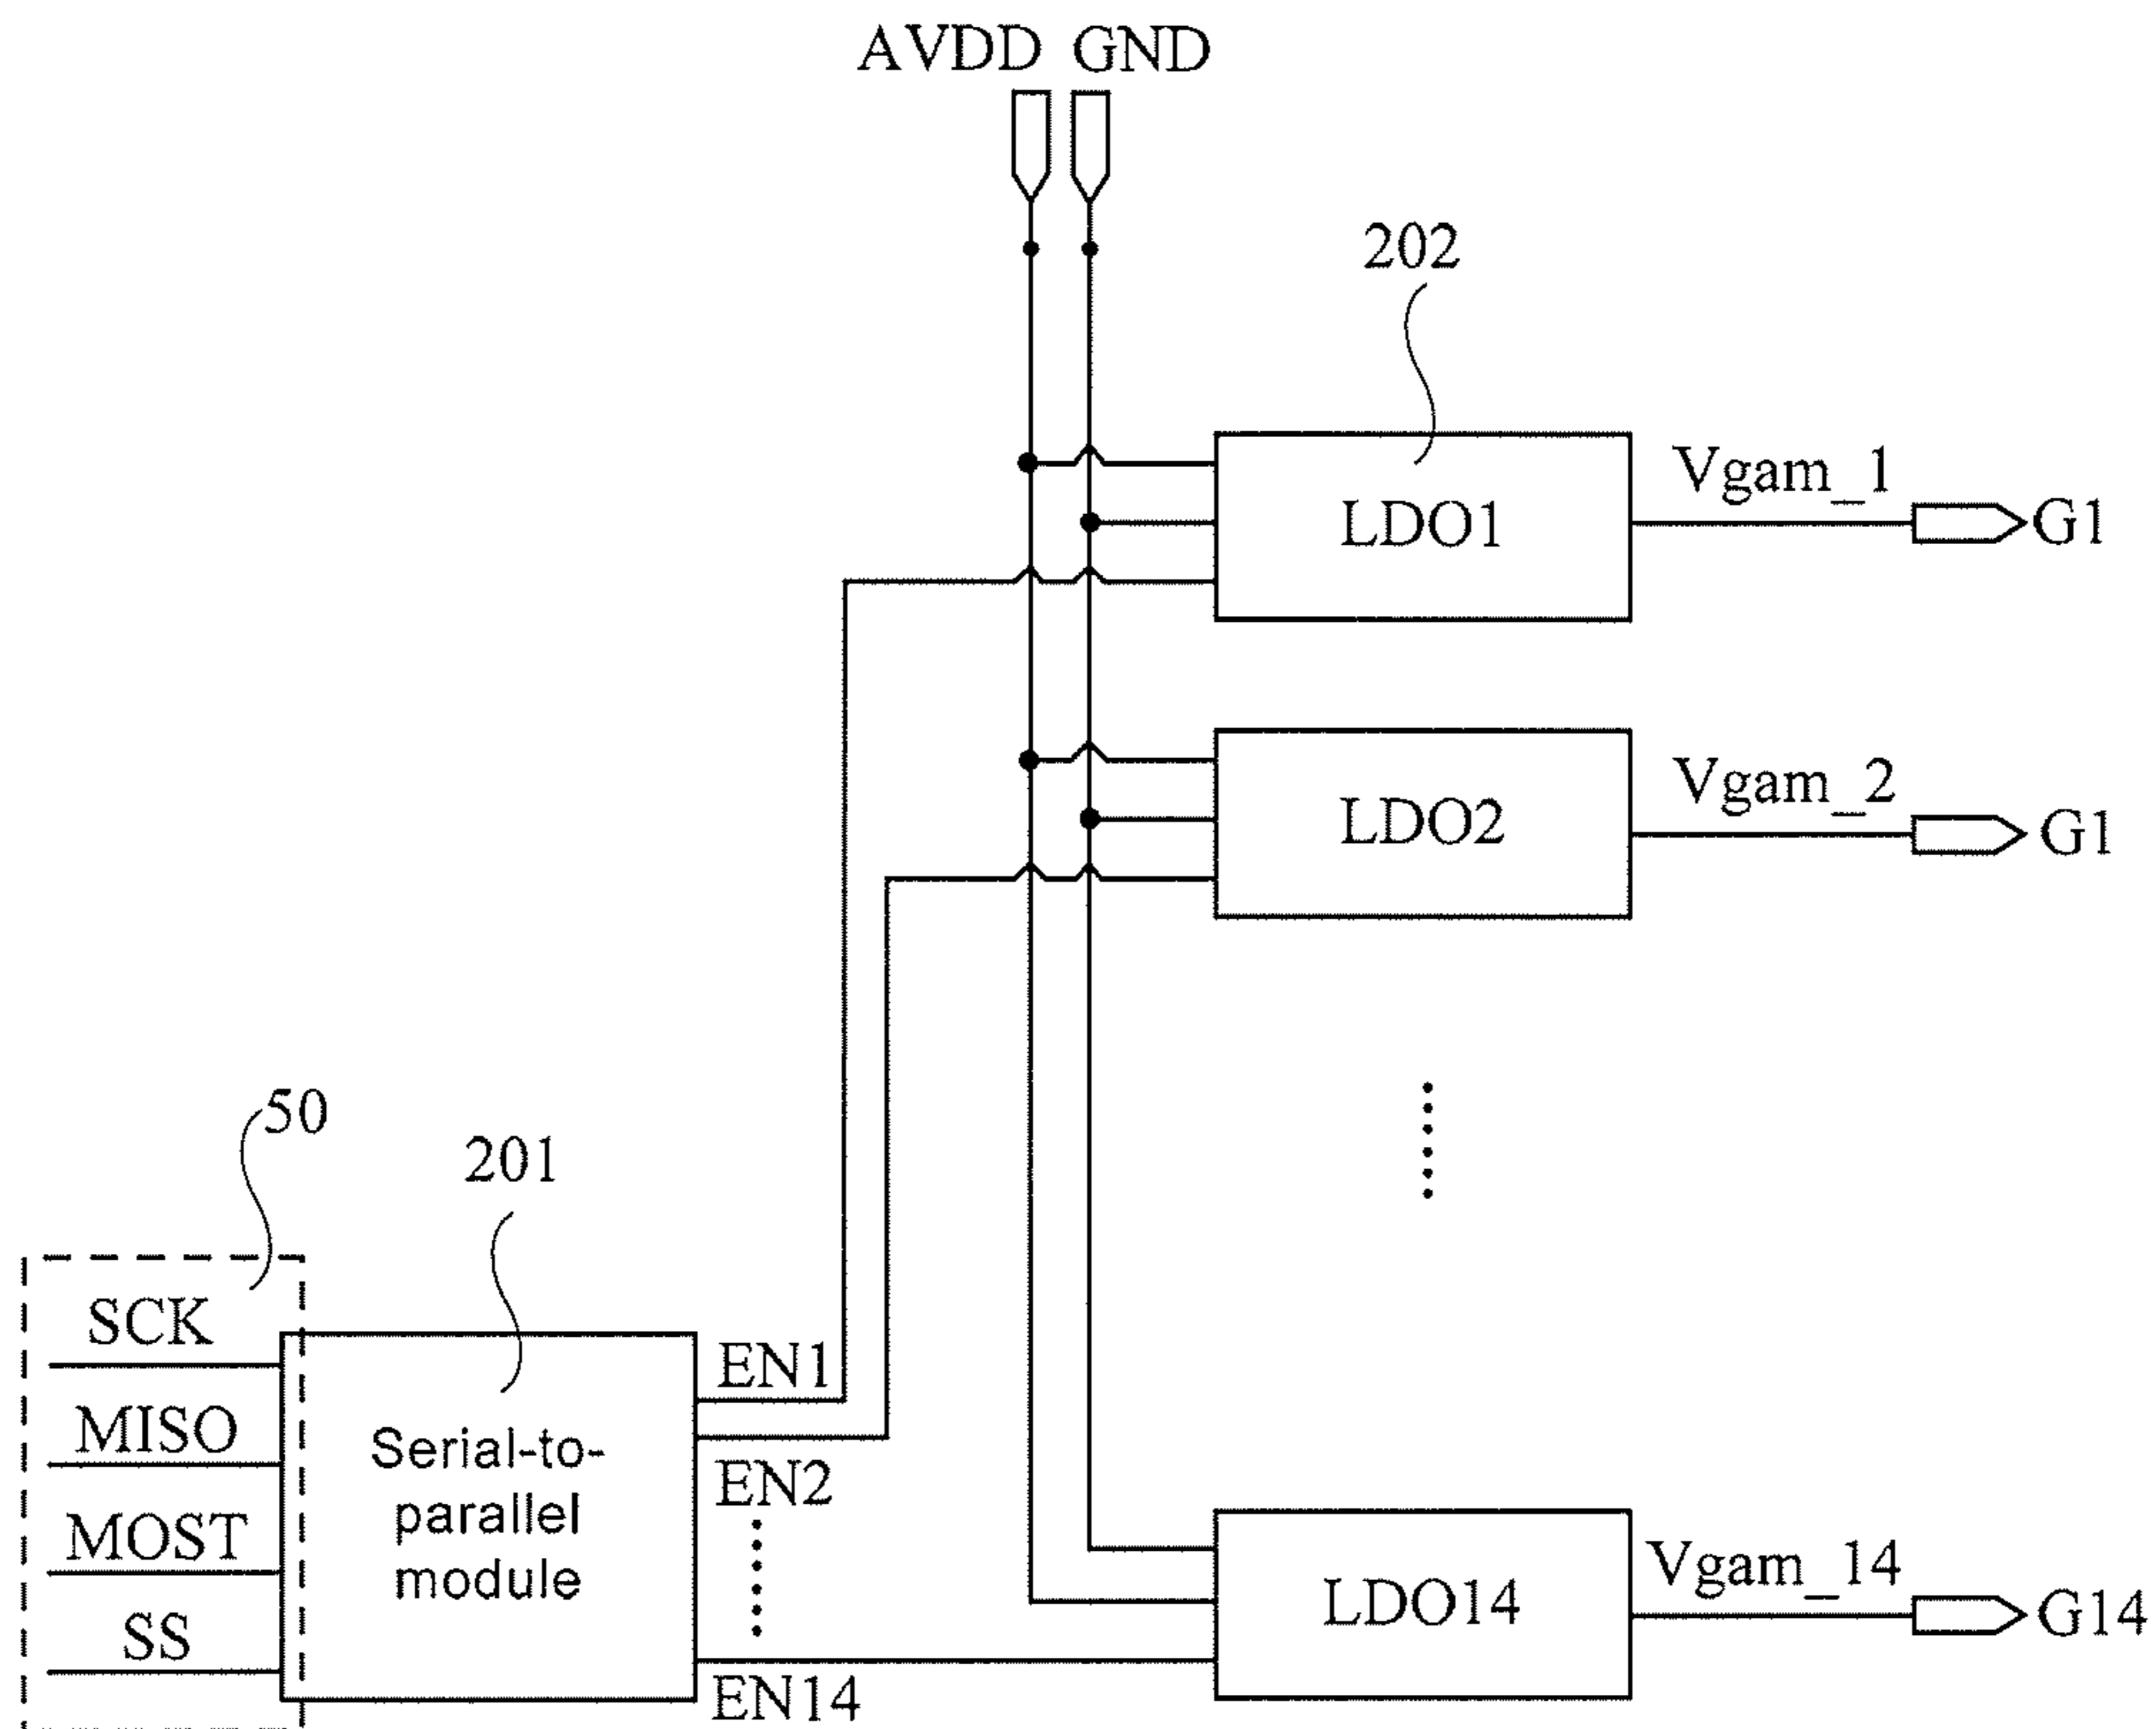 AVDD GND
202
LDO1
Vgam_1
G1
LDO2
Vgam_2
G1
50
201
SCK
MISO
MOST
SS
Serial-to-
parallel
module
EN1
EN2
EN14
LDO14
Vgam_14
G14